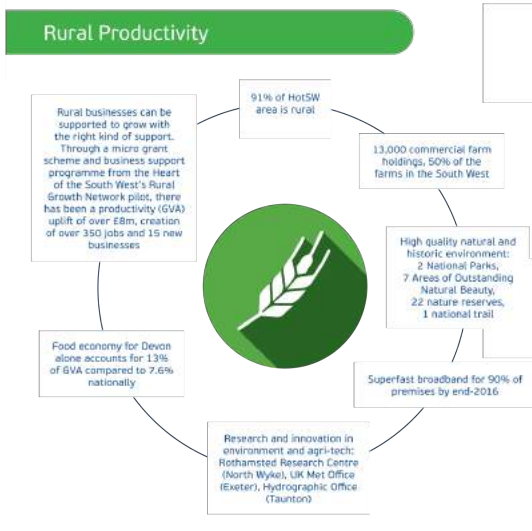 Rural Productivity
91% of HotSW
area is rural
13,000 commercial farm
holdings, 50% of the
farms in the South West
High quality natural and
historic environment:
2 National Parks,
7 Areas of Outstanding
Natural Beauty,
22 nature reserves,
1 national trail
Superfast broadband for 90% of
premises by end-2016
Research and innovation in
environment and agri-tech:
Rothamsted Research Centre
(North Wyke), UK Met Office
(Exeter), Hydrographic Office
(Taunton)
Food economy for Devon
alone accounts for 13%
of GVA compared to 7.6%
nationally
Rural businesses can be
supported to grow with
the right kind of support.
Through a micro grant
scheme and business support
programme from the Heart
of the South West's Rural
Growth Network pilot, there
has been a productivity (GVA)
uplift of over £8m, creation
of over 350 jobs and 15 new
businesses